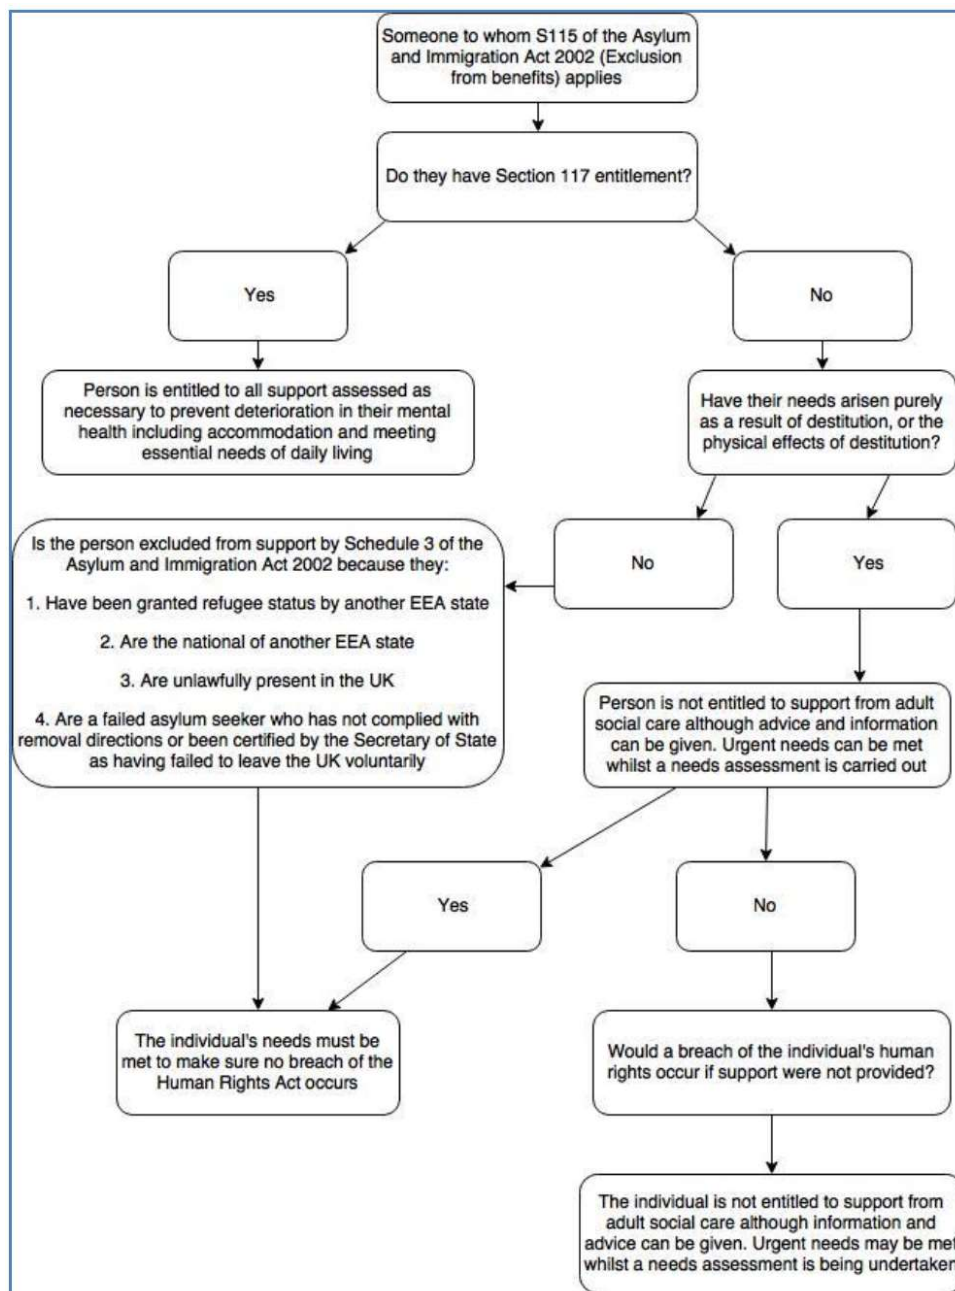 Someone to whom S115 of the Asylum
and Immigration Act 2002 (Exclusion
from benefits) applies
Do they have Section 117 entitlement?
Yes
No
Person is entitled to all support assessed as
necessary to prevent deterioration in their mental
health including accommodation and meeting
essential needs of daily living
Have their needs arisen purely
as a result of destitution, or the
physical effects of destitution?
Is the person excluded from support by Schedule 3 of the
Asylum and Immigration Act 2002 because they:
1. Have been granted refugee status by another EEA state
2. Are the national of another EEA state
3. Are unlawfully present in the UK
4. Are a failed asylum seeker who has not complied with
removal directions or been certified by the Secretary of State
as having failed to leave the UK voluntarily
No
Yes
Person is not entitled to support from adult
social care although advice and information
can be given. Urgent needs can be met
whilst a needs assessment is carried out
Yes
No
The individual's needs must be
met to make sure no breach of the
Human Rights Act occurs
Would a breach of the individual's human
rights occur if support were not provided?
The individual is not entitled to support from
adult social care although information and
advice can be given. Urgent needs may be met
whilst a needs assessment is being undertaken